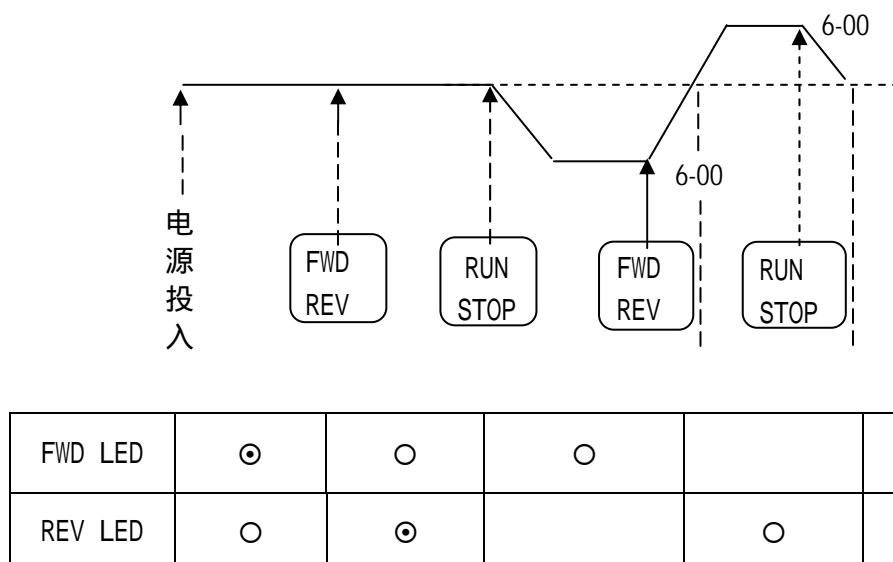 6-00
6-00
电
源
投
入
FWD
REV
RUN
STOP
FWD
REV
RUN
STOP
FWD LED ⊙ ○ ○
REV LED ○ ⊙ ○